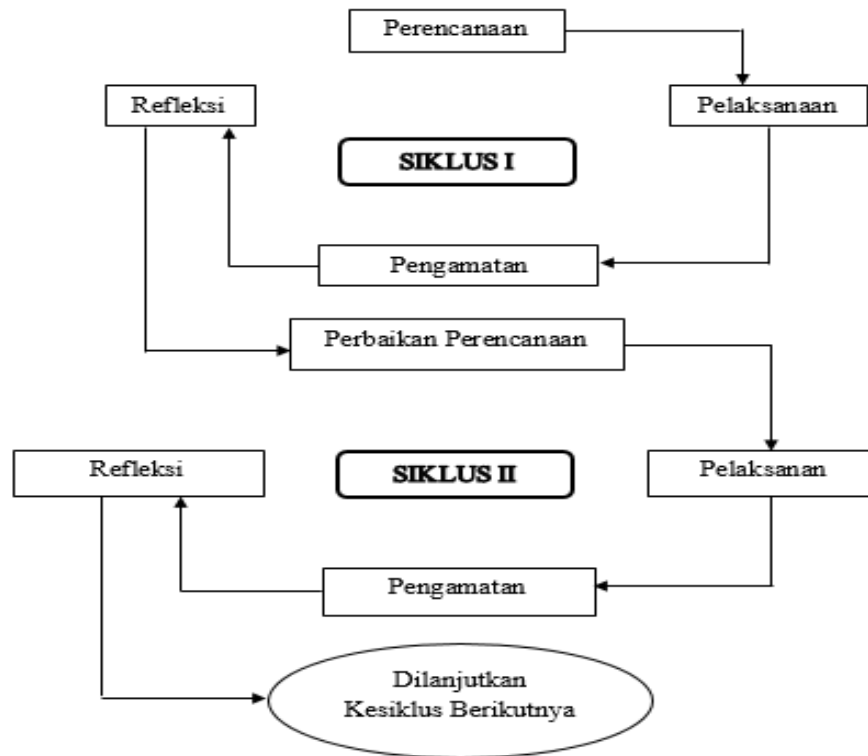 Perencanaan
Refleksi
Pelaksanaan
SIKLUS I
Pengamatan
Perbaikan Perencanaan
Refleksi
SIKLUS II
Pelaksanan
Pengamatan
Dilanjutkan
Kesiklus Berikutnya